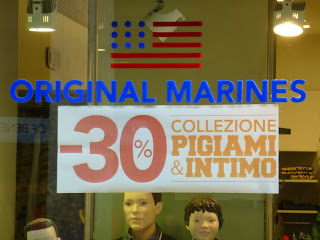 ORIGINAL MARINES
-30%
COLLEZIONE
PIGIAMI
& INTIMO